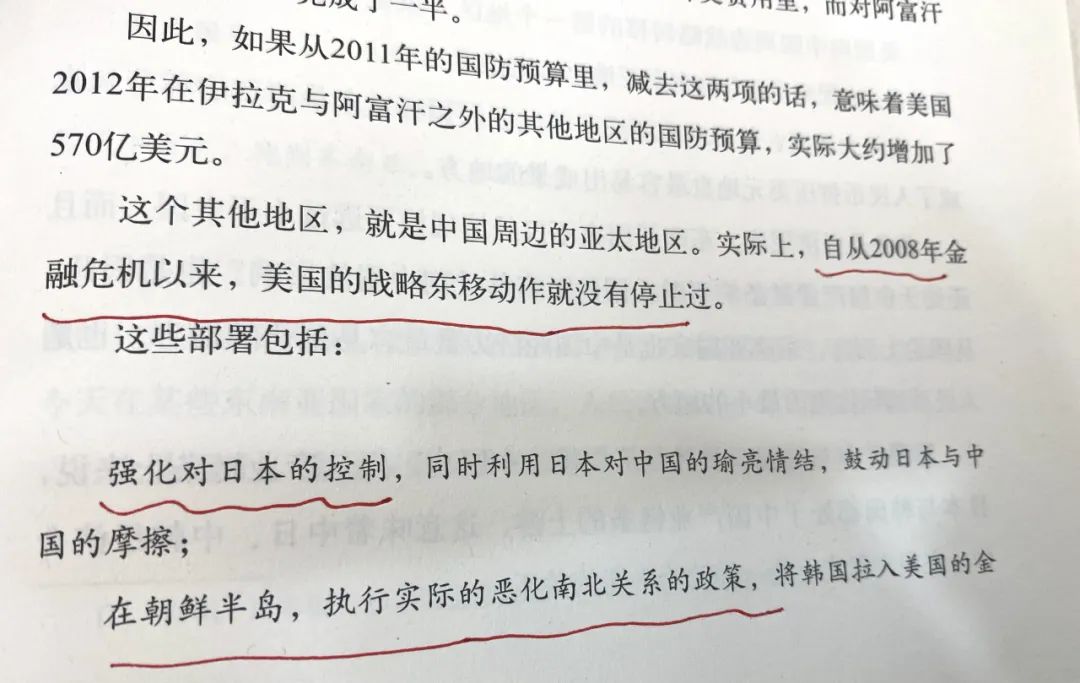 完成了一半。
费用里，而对阿富汗
因此，如果从2011年的国防预算里，减去这两项的话，意味着美国
2012年在伊拉克与阿富汗之外的其他地区的国防预算，实际大约增加了
570亿美元。
这个其他地区，就是中国周边的亚太地区。实际上，自从2008年金
融危机以来，美国的战略东移动作就没有停止过。
这些部署包括：
强化对日本的控制，同时利用日本对中国的瑜亮情结，鼓动日本与中
国的摩擦；
在朝鲜半岛，执行实际的恶化南北关系的政策，将韩国拉入美国的金